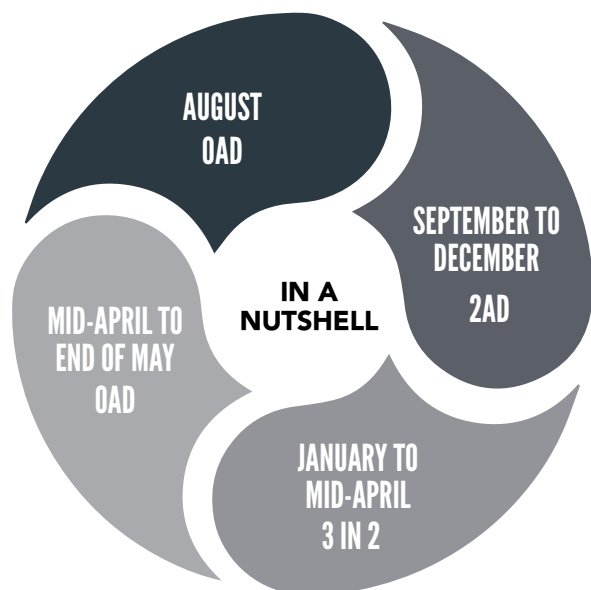 AUGUST
OAD
SEPTEMBER TO
DECEMBER
2AD
IN A
NUTSHELL
MID-APRIL TO
END OF MAY
OAD
JANUARY TO
MID-APRIL
3 IN 2